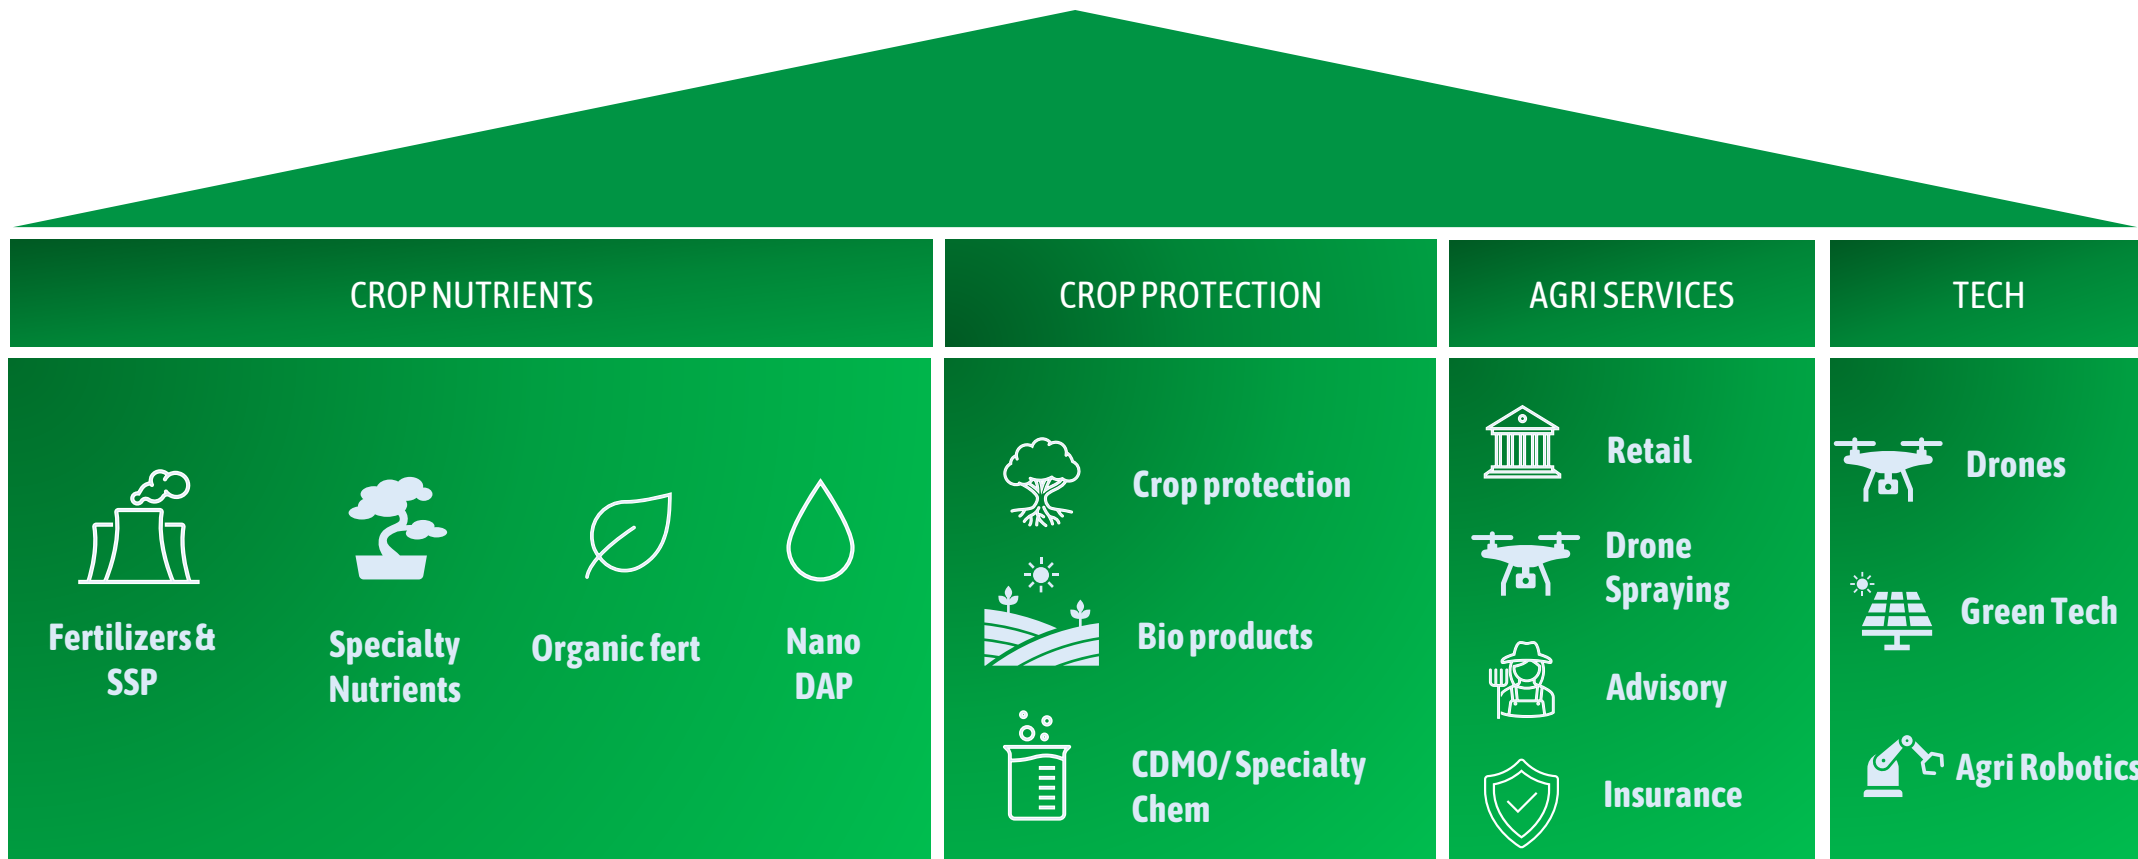 CROP NUTRIENTS
CROP PROTECTION
AGRI SERVICES
TECH
Fertilizers &
SSP
Specialty
Nutrients
Organic fert
Nano
DAP
Crop protection
Bio products
CDMO/ Specialty
Chem
Retail
Drone
Spraying
Advisory
Insurance
Drones
Green Tech
Agri Robotics